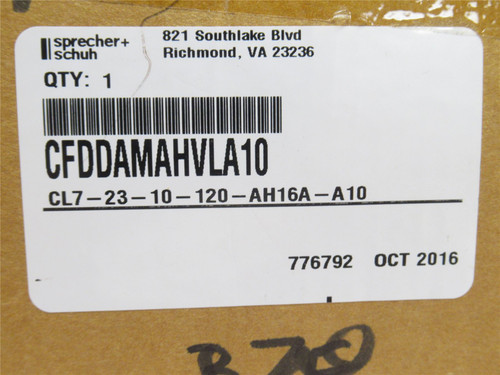 sprecher+
schuh
821 Southlake Blvd
Richmond, VA 23236
QTY: 1
CFDDAMAHVLA10
CL7-23-10-120-AH16A-A10
776792 OCT 2016